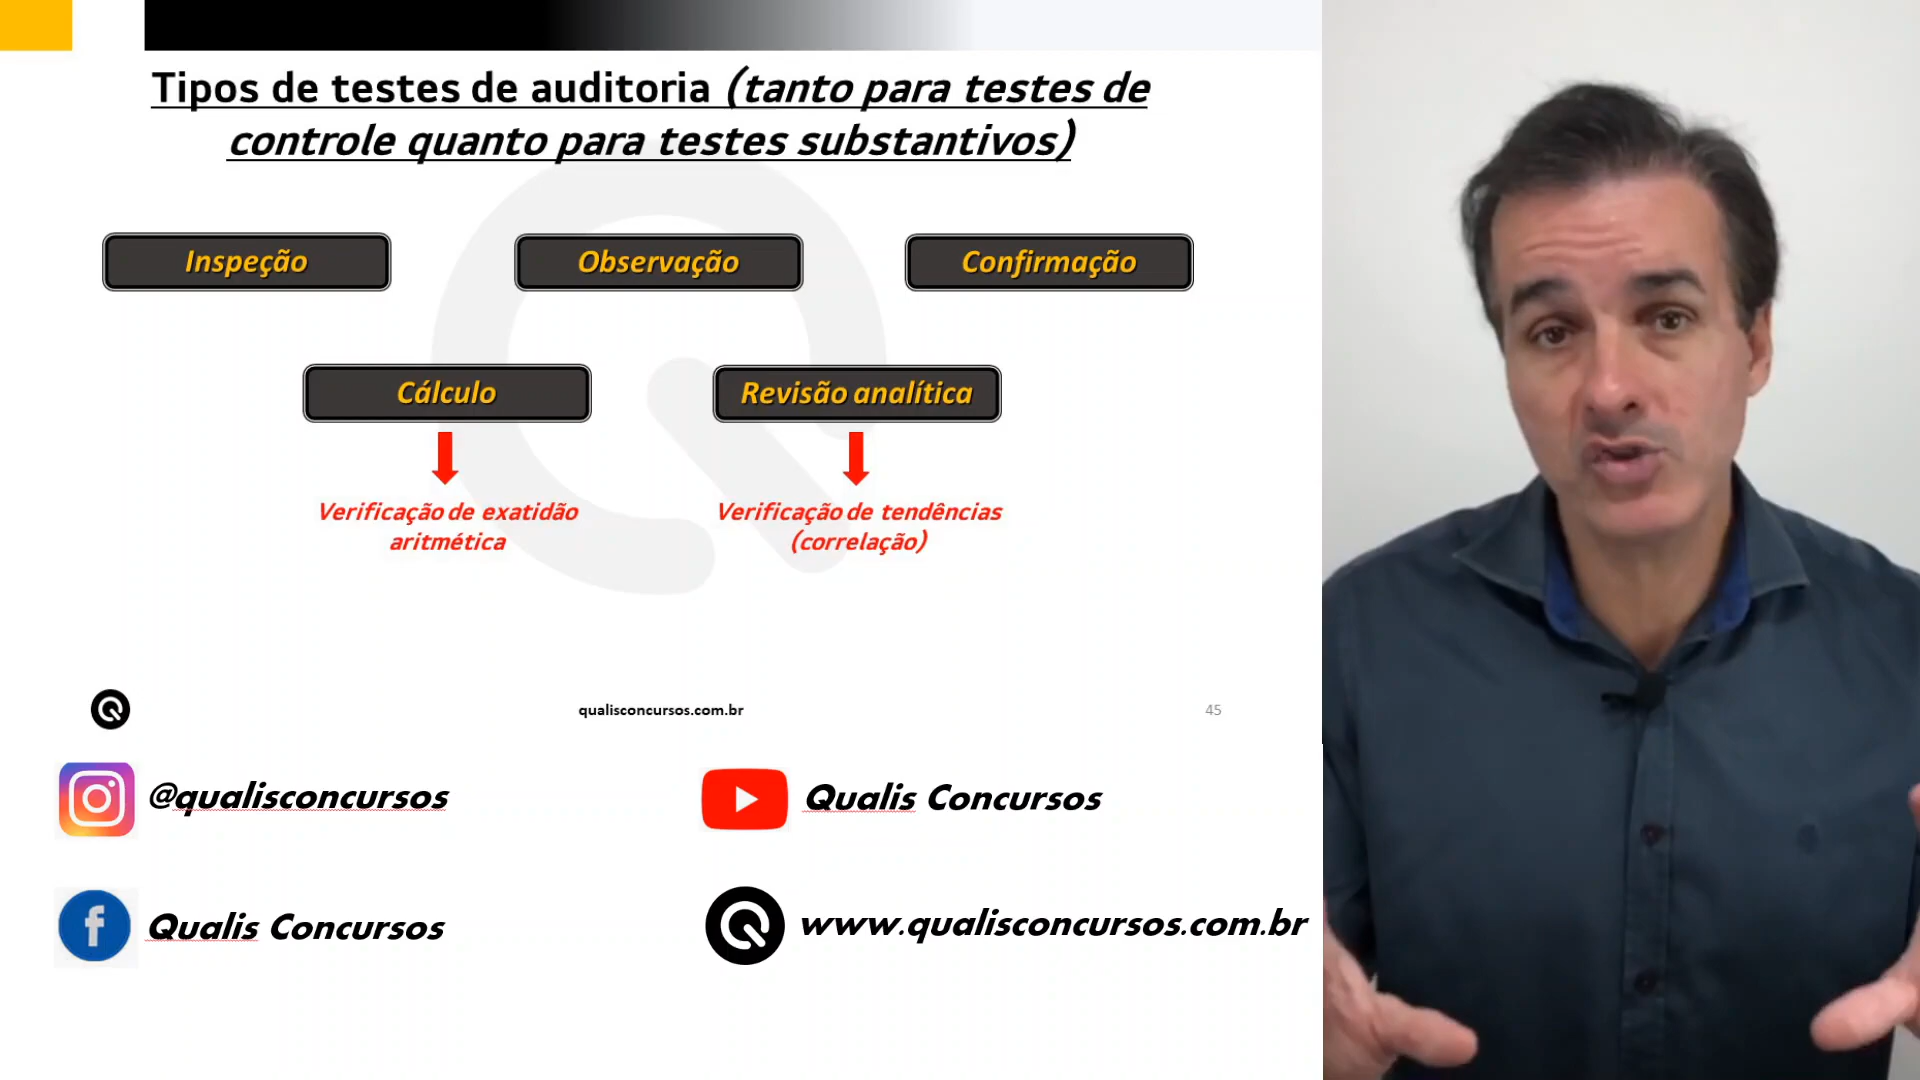 Tipos de testes de auditoria (tanto para testes de
controle quanto para testes substantivos)
Inspeção
Observação
Confirmação
Cálculo
Revisão analítica
Verificação de exatidão
aritmética
Verificação de tendências
(correlação)
qualisconcursos.com.br
45
@qualisconcursos
Qualis Concursos
Qualis Concursos
www.qualisconcursos.com.br